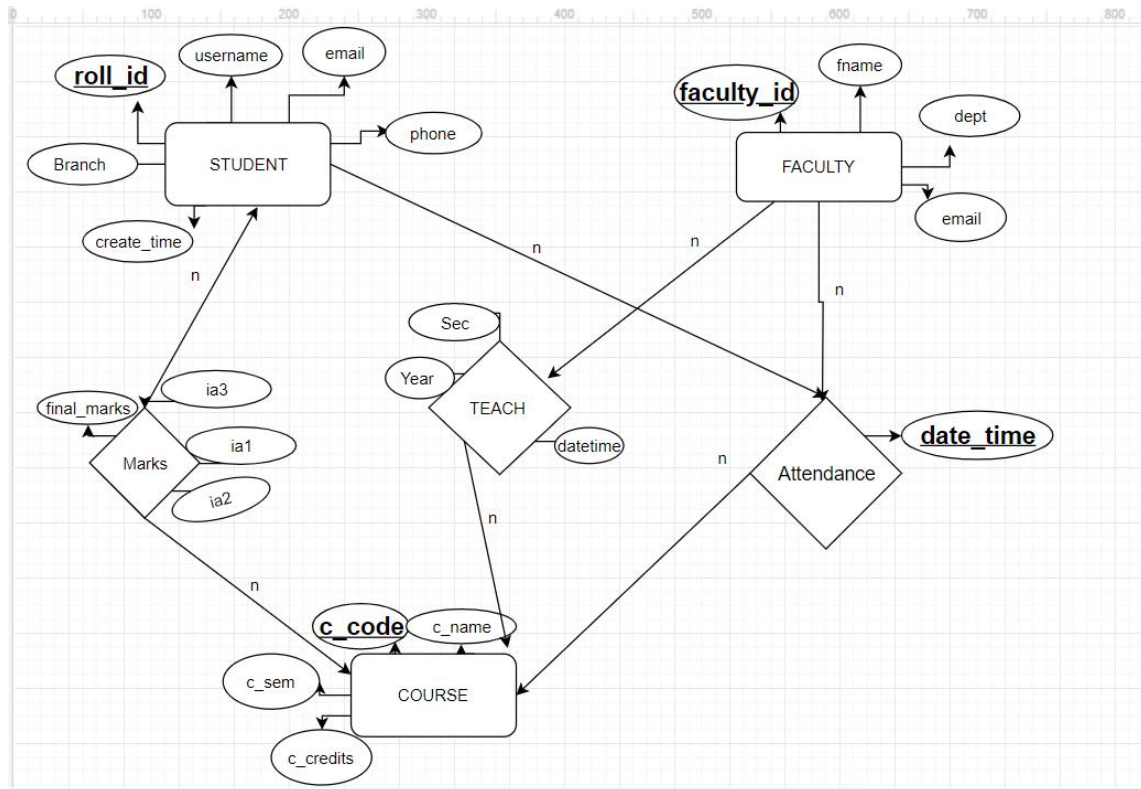 0 100 200 300 400 500 600 700 800
username
email
roll_id
phone
Branch
STUDENT
create_time
fname
faculty_id
dept
FACULTY
email
n
n
n
n
Sec
Year
TEACH
datetime
ia3
final_marks
ia1
Marks
ia2
date_time
Attendance
n
n
n
c_code
c_name
c_sem
COURSE
c_credits